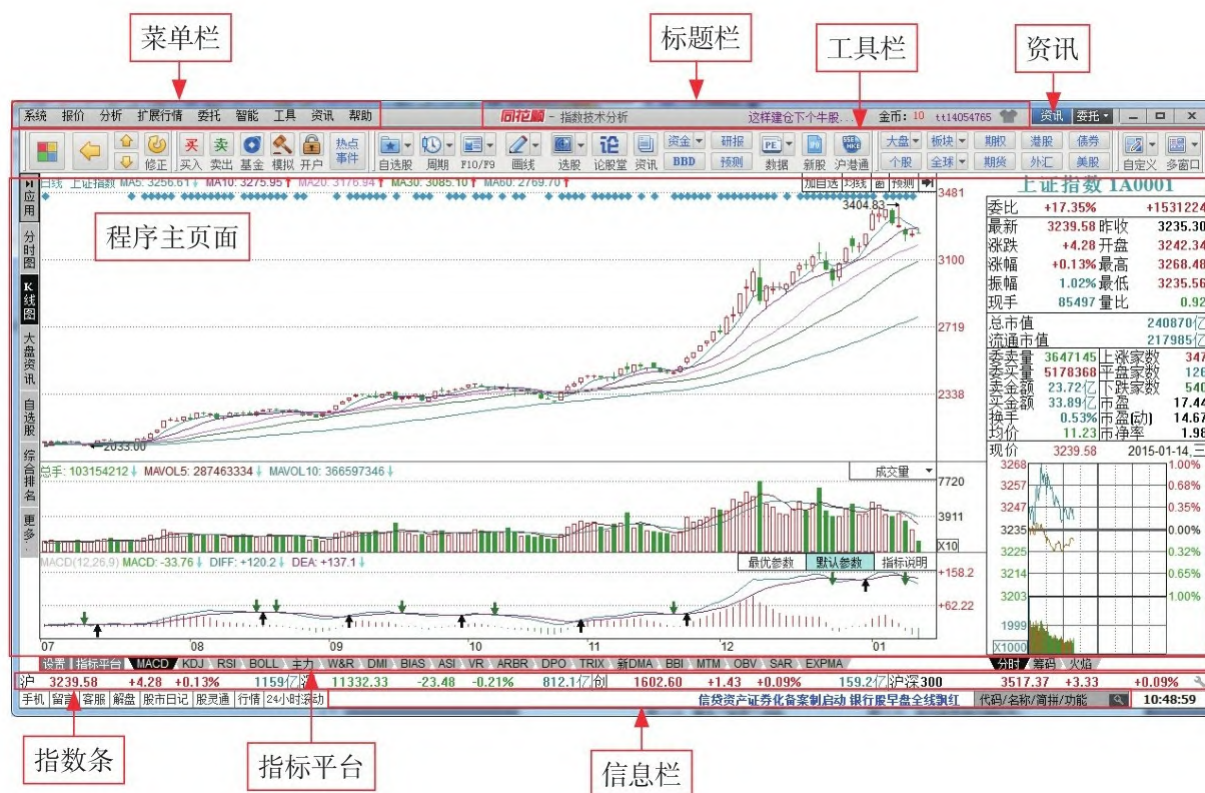 菜单栏 标题栏 工具栏 资讯
系统 报价 分析 扩展行情 委托 智能 工具 资讯 帮助 同花顺 - 指数技术分析 这样建仓下个牛股... 金币: 10 tt14054765 资讯 委托
修正 买入 卖出 基金 模拟 开户 热点事件 自选股 周期 F10/F9 画线 选股 论股堂 资讯 资金 BBD 研报 预测 数据 新股 沪港通 大盘 个股 板块 全球 期权 期货 港股 外汇 债券 美股 自定义 多窗口
日线 上证指数 MA5: 3256.61↓ MA10: 3275.95↑ MA20: 3176.94↑ MA30: 3085.10↑ MA60: 2769.70↑ 加自选 均线 画 预测
应用
分时图
K线图
大盘资讯
自选股
综合排名
更多
程序主页面
3404.83
2033.00
3481
3100
2719
2338
总手: 103154212↓ MAVOL5: 287463334↓ MAVOL10: 366597346↓ 成交量
7720
3911
X10
MACD(12,26,9) MACD: -33.76↓ DIFF: +120.2↓ DEA: +137.1↓ 最优参数 默认参数 指标说明
+158.2
+62.22
07 08 09 10 11 12 01
上证指数 1A0001
委比 +17.35% +1531224
最新 3239.58 昨收 3235.30
涨跌 +4.28 开盘 3242.34
涨幅 +0.13% 最高 3268.48
振幅 1.02% 最低 3235.56
现手 85497 量比 0.92
总市值 240870亿
流通市值 217985亿
委卖量 3647145 上涨家数 347
委买量 5178368 平盘家数 126
卖金额 23.72亿 下跌家数 540
买金额 33.89亿 市盈 17.44
换手 0.53% 市盈(动) 14.67
均价 11.23 市净率 1.98
现价 3239.58 2015-01-14,三
3268 1.00%
3257 0.68%
3247 0.35%
3235 0.00%
3225 0.32%
3214 0.65%
3203 1.00%
1999
X1000
设置 指标平台 MACD KDJ RSI BOLL 主力 W&R DMI BIAS ASI VR ARBR DPO TRIX 新DMA BBI MTM OBV SAR EXPMA 分时 筹码 火焰
沪 3239.58 +4.28 +0.13% 1159亿 深 11332.33 -23.48 -0.21% 812.1亿 创 1602.60 +1.43 +0.09% 159.2亿 沪深300 3517.37 +3.33 +0.09%
手机 留言 客服 解盘 股市日记 股灵通 行情 24小时滚动 信贷资产证券化备案制启动 银行股早盘全线飘红 代码/名称/简拼/功能 10:48:59
指数条 指标平台 信息栏